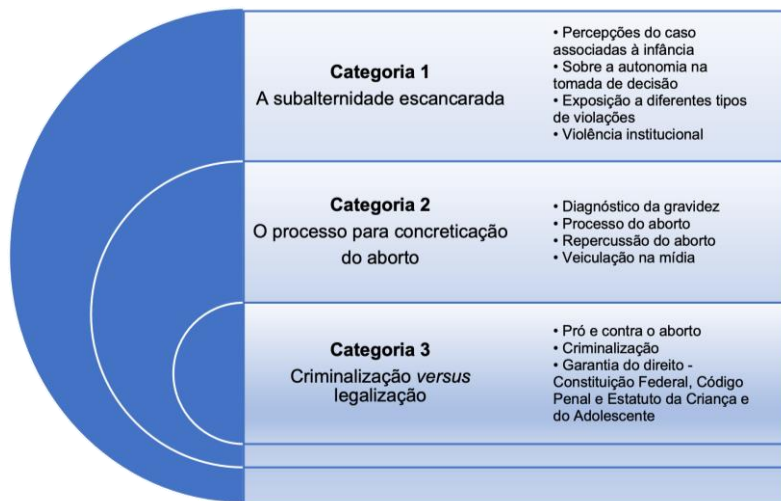 Categoria 1
A subalternidade escancarada
• Percepções do caso
associadas à infância
• Sobre a autonomia na
tomada de decisão
• Exposição a diferentes tipos
de violações
• Violência institucional
Categoria 2
O processo para concreticação
do aborto
• Diagnóstico da gravidez
• Processo do aborto
• Repercussão do aborto
• Veiculação na mídia
Categoria 3
Criminalização versus
legalização
• Pró e contra o aborto
• Criminalização
• Garantia do direito -
Constituição Federal, Código
Penal e Estatuto da Criança e
do Adolescente